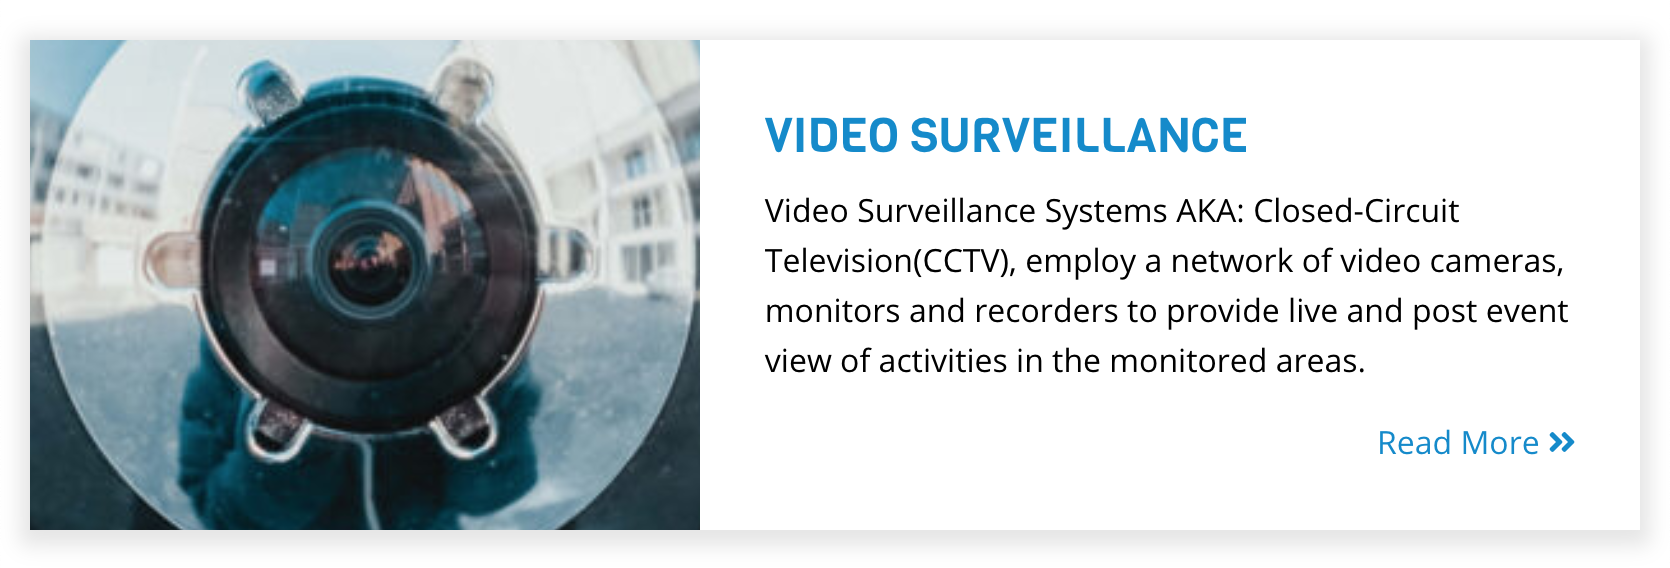 VIDEO SURVEILLANCE
Video Surveillance Systems AKA: Closed-Circuit
Television(CCTV), employ a network of video cameras,
monitors and recorders to provide live and post event
view of activities in the monitored areas.
Read More »